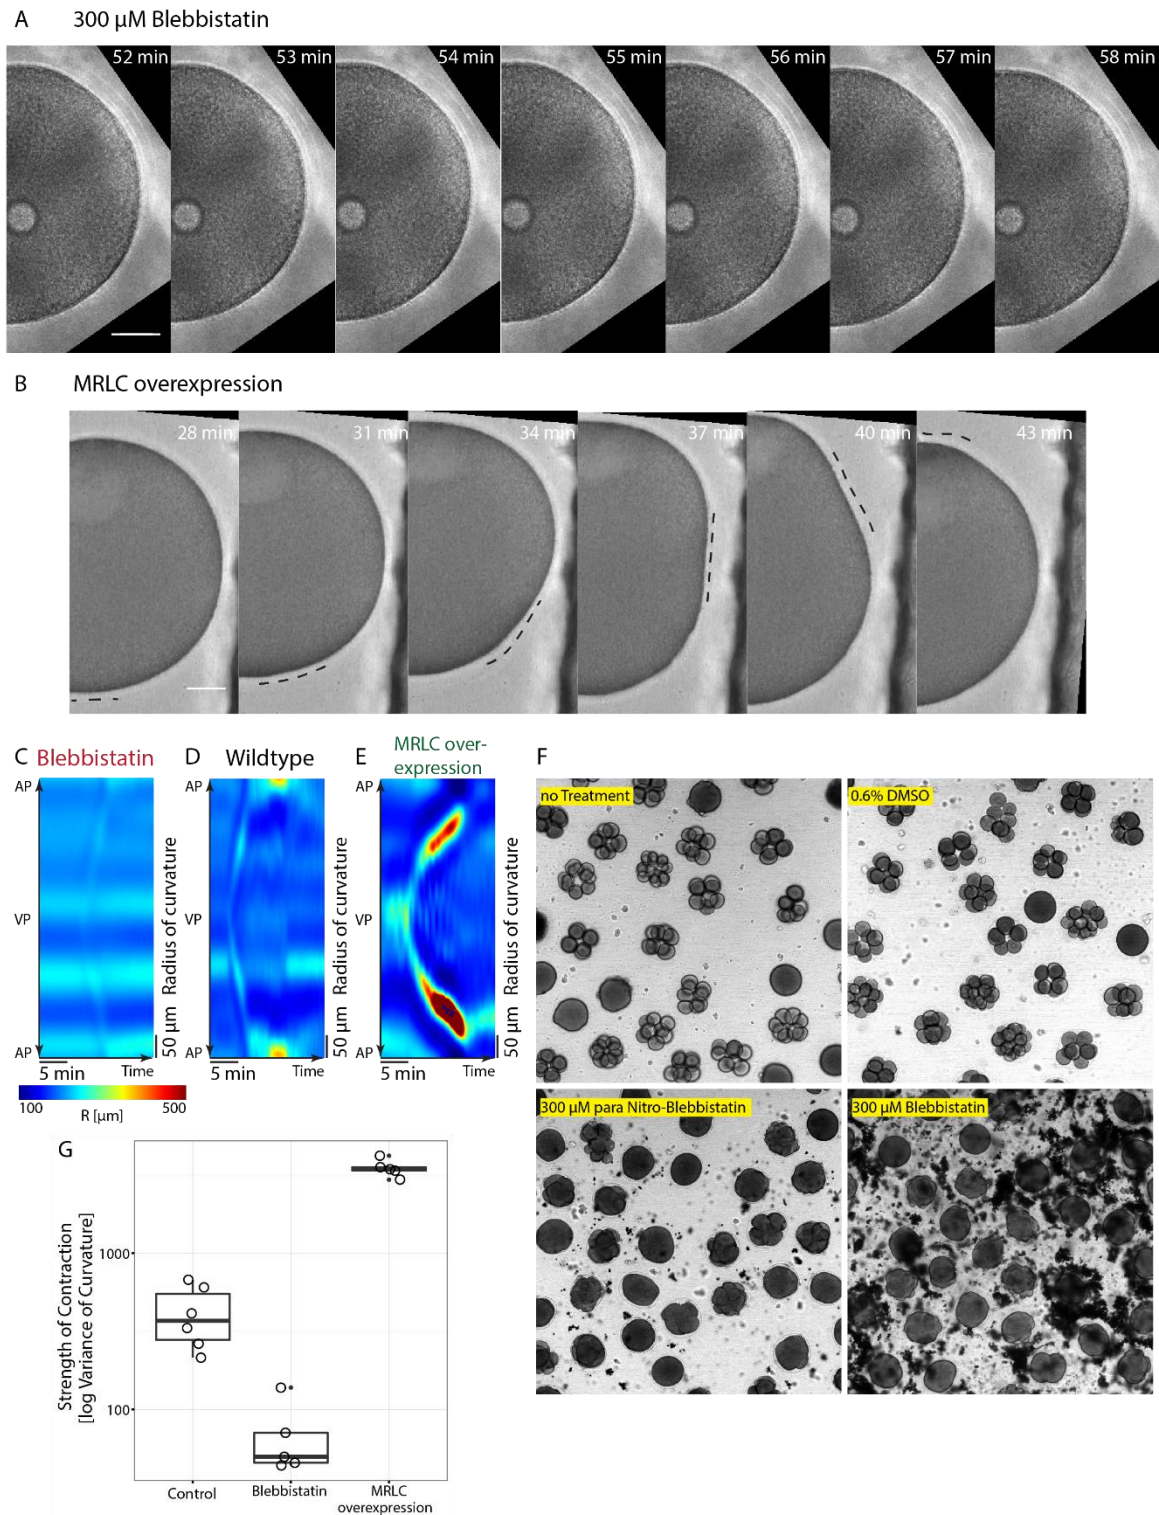 A 300 µM Blebbistatin
52 min 53 min 54 min 55 min 56 min 57 min 58 min
B MRLC overexpression
28 min 31 min 34 min 37 min 40 min 43 min
C Blebbistatin
D Wildtype
E MRLC over-
expression
AP
VP
AP
5 min Time
50 µm Radius of curvature
5 min Time
50 µm Radius of curvature
5 min Time
50 µm Radius of curvature
100 500
R [µm]
F
no Treatment
0.6% DMSO
300 µM para Nitro-Blebbistatin
300 µM Blebbistatin
G
Strength of Contraction
[log Variance of Curvature]
1000
100
Control
Blebbistatin
MRLC
overexpression
AP
VP
AP
AP
VP
AP